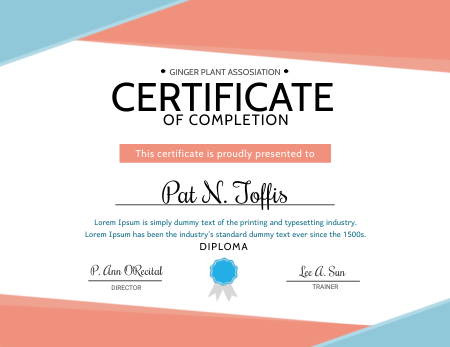 • GINGER PLANT ASSOSIATION •
CERTIFICATE
OF COMPLETION
This certificate is proudly presented to
Pat N. Toffis
Lorem Ipsum is simply dummy text of the printing and typesetting industry.
Lorem Ipsum has been the industry's standard dummy text ever since the 1500s.
DIPLOMA
P. Ann O'Recital
DIRECTOR
Lee A. Sun
TRAINER